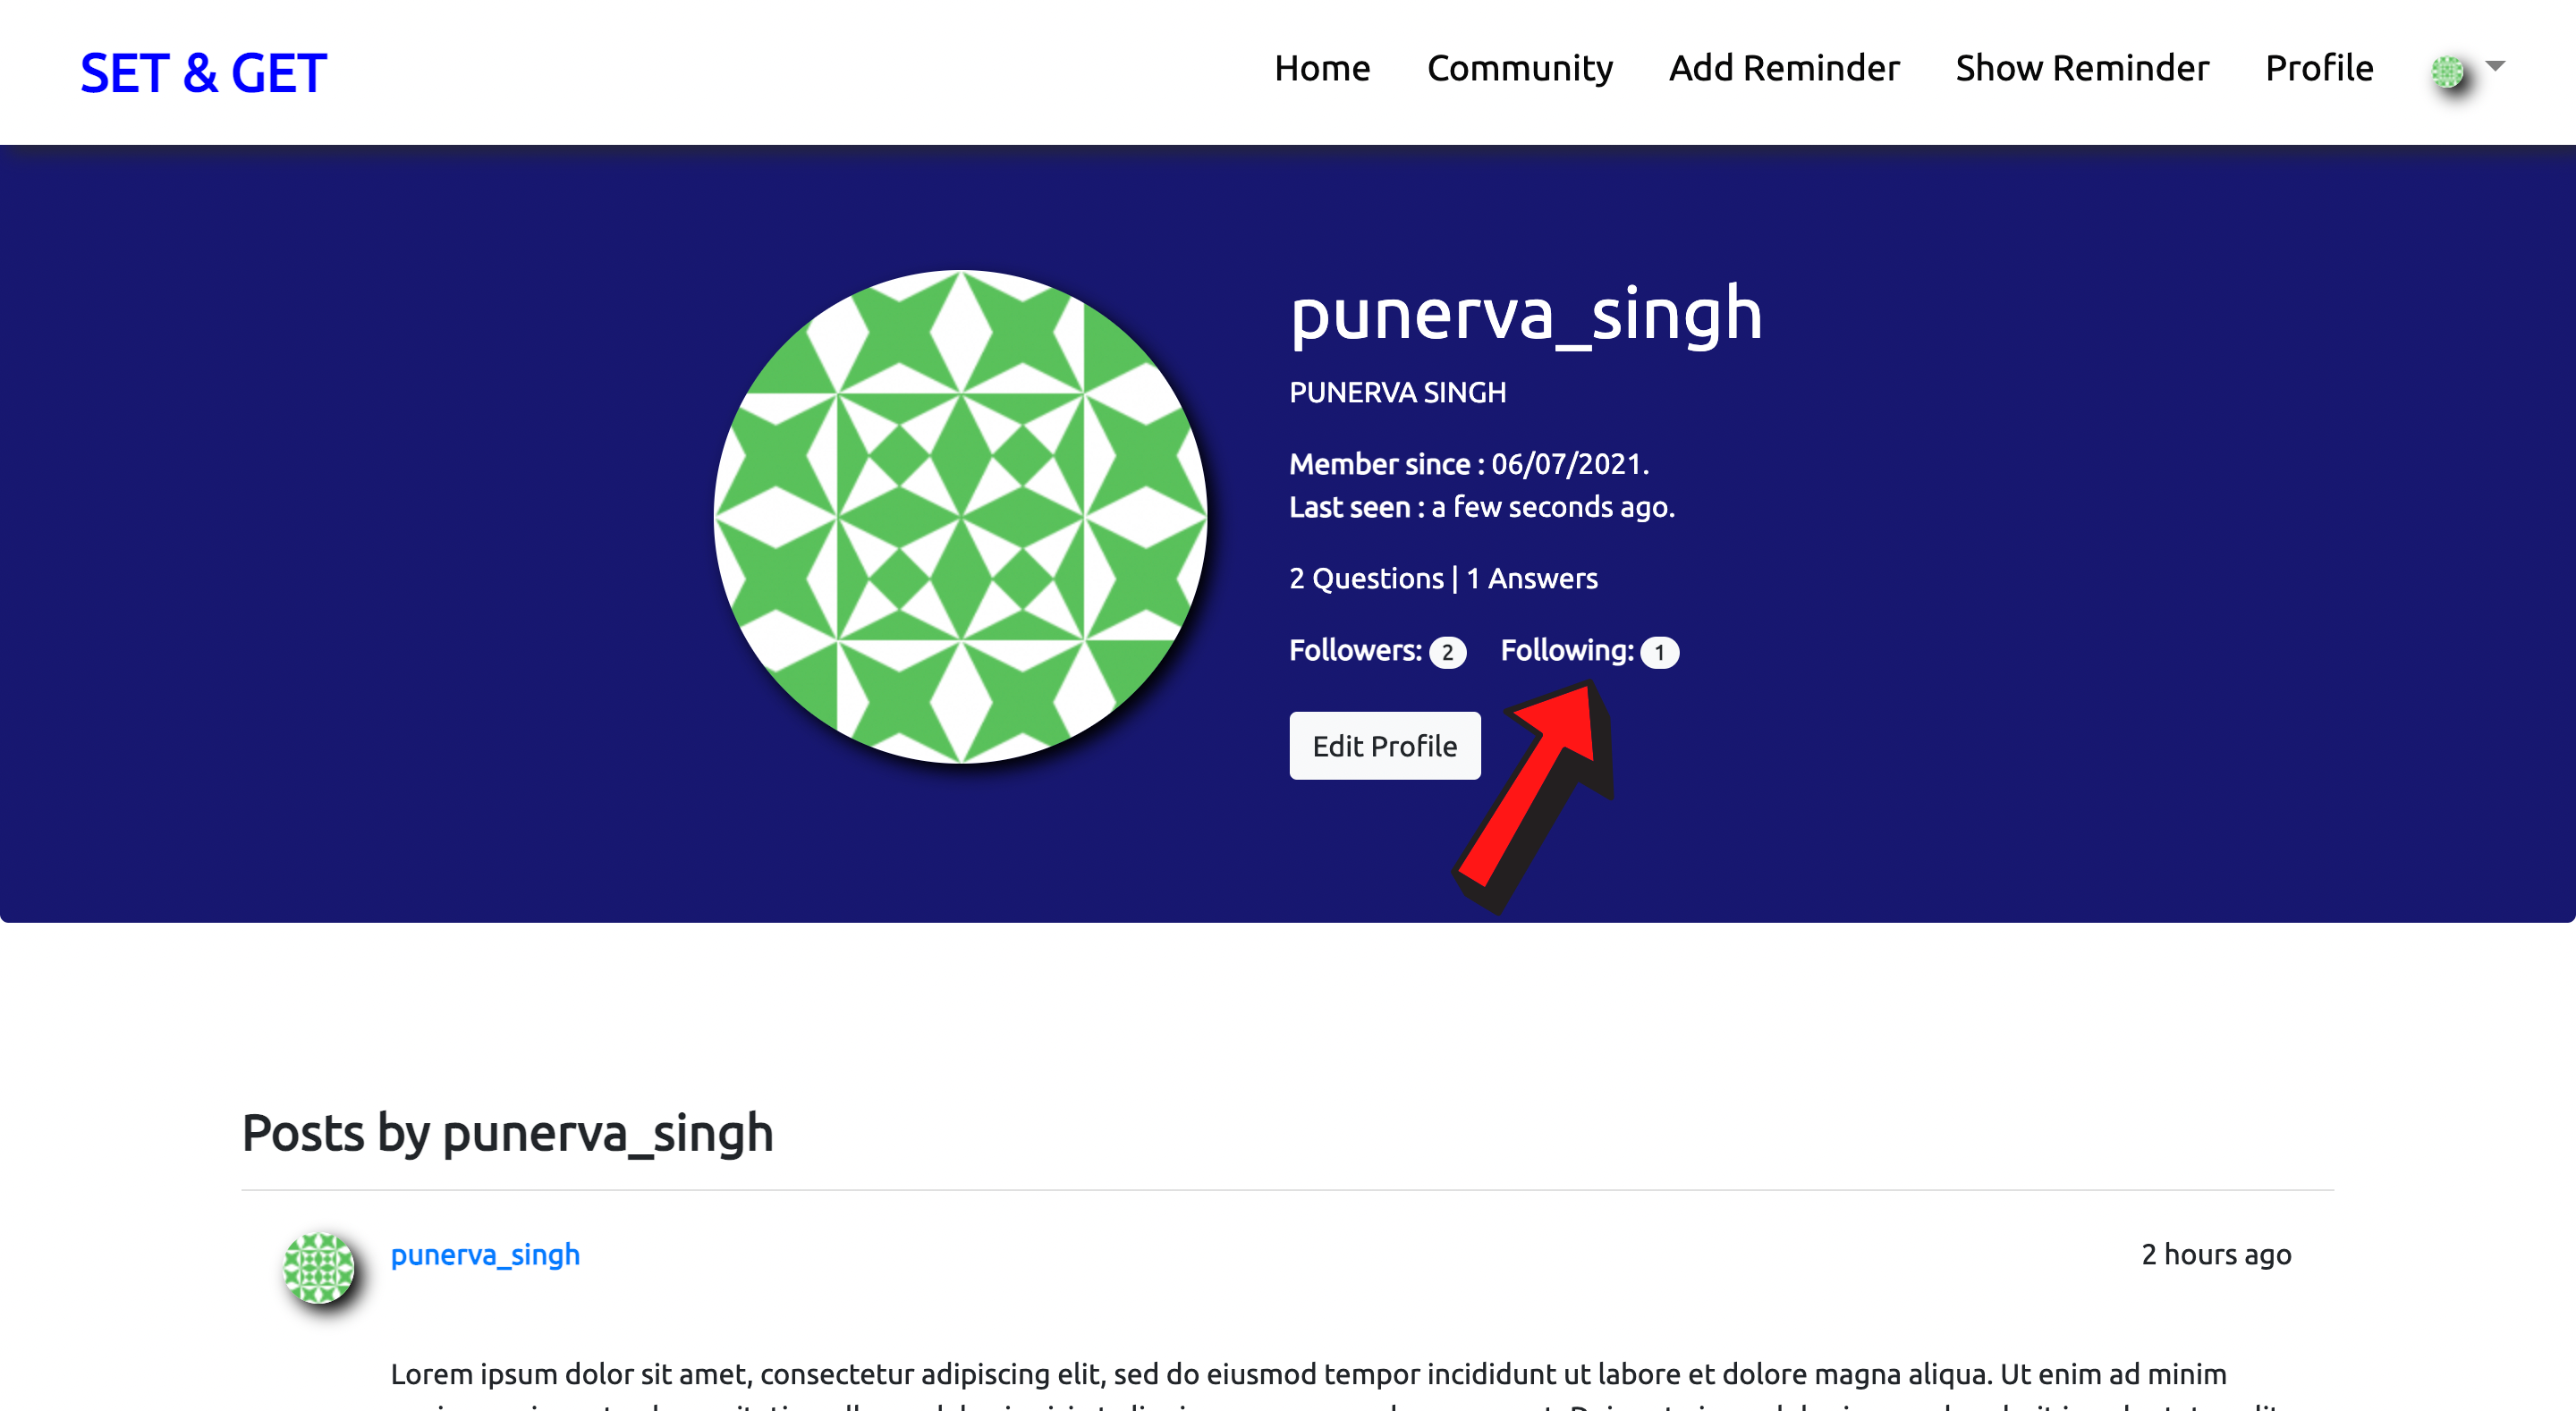 SET & GET
Home Community Add Reminder Show Reminder Profile
punerva_singh
PUNERVA SINGH
Member since : 06/07/2021.
Last seen : a few seconds ago.
2 Questions | 1 Answers
Followers: 2 Following: 1
Edit Profile
Posts by punerva_singh
punerva_singh 2 hours ago
Lorem ipsum dolor sit amet, consectetur adipiscing elit, sed do eiusmod tempor incididunt ut labore et dolore magna aliqua. Ut enim ad minim